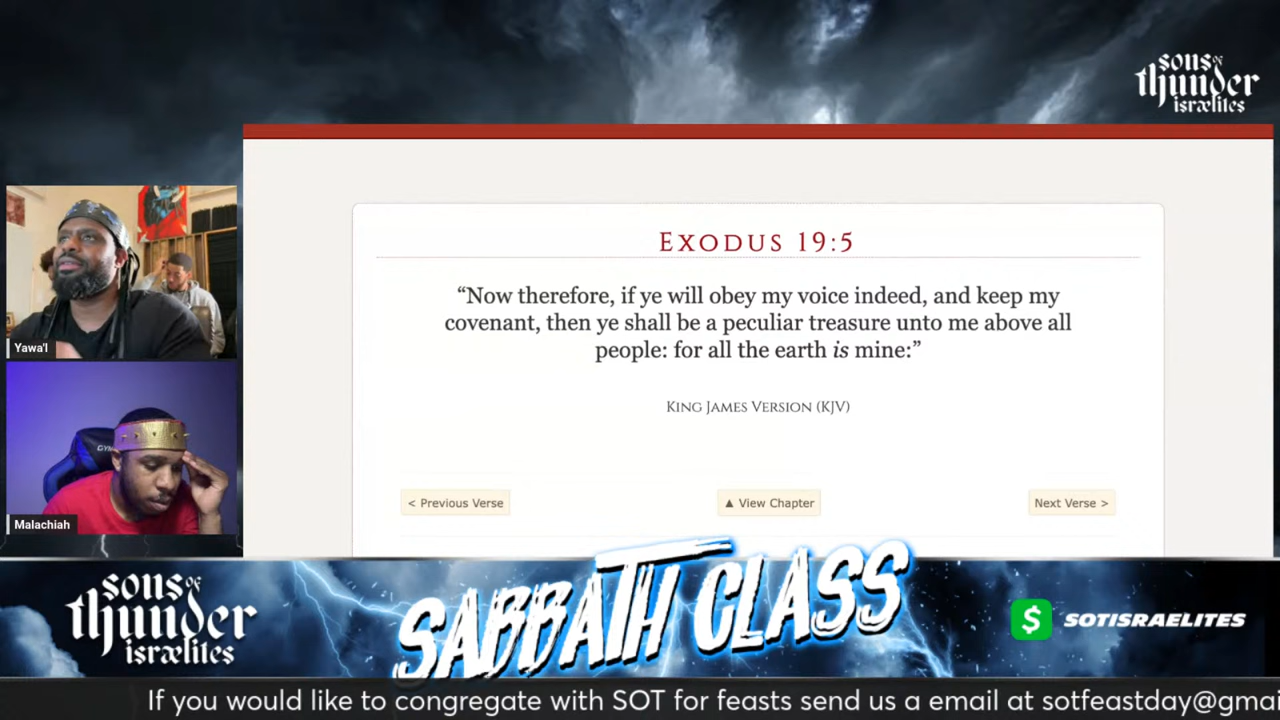 sons of
thunder
israelites
EXODUS 19:5
“Now therefore, if ye will obey my voice indeed, and keep my
covenant, then ye shall be a peculiar treasure unto me above all
people: for all the earth is mine:”
KING JAMES VERSION (KJV)
< Previous Verse
▲ View Chapter
Next Verse >
Yawa'l
GYM
Malachiah
sons of
thunder
israelites
SABBATH CLASS
$ SOTISRAELITES
If you would like to congregate with SOT for feasts send us a email at sotfeastday@gmai